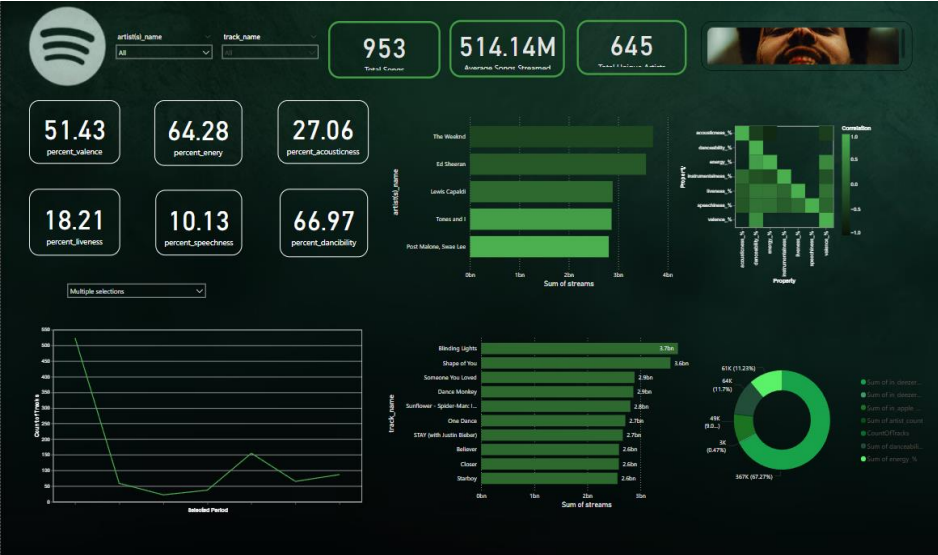 artist(s)_name
track_name
All
All
953
Total Songs
514.14M
Average Songs Streamed
645
Total Unique Artists
51.43
percent_valence
64.28
percent_enery
27.06
percent_acousticness
18.21
percent_liveness
10.13
percent_speechness
66.97
percent_dancibility
Multiple selections
artist(s)_name
The Weeknd
Ed Sheeran
Lewis Capaldi
Tones and I
Post Malone, Swae Lee
0bn
1bn
2bn
3bn
4bn
Sum of streams
Property
acousticness_%
danceability_%
energy_%
instrumentalness_%
liveness_%
speechiness_%
valence_%
acousticness_%
danceability_%
energy_%
instrumentalness_%
liveness_%
speechiness_%
valence_%
Property
Correlation
1.0
0.5
0.0
-0.5
-1.0
CountOfTracks
550
500
450
400
350
300
250
200
150
100
50
0
Selected Period
track_name
Blinding Lights
3.7bn
Shape of You
3.6bn
Someone You Loved
2.9bn
Dance Monkey
2.9bn
Sunflower - Spider-Man: I...
2.8bn
One Dance
2.7bn
STAY (with Justin Bieber)
2.7bn
Believer
2.6bn
Closer
2.6bn
Starboy
2.6bn
0bn
1bn
2bn
3bn
Sum of streams
61K (11.23%)
64K
(11.7%)
49K
(9.0...)
3K
(0.47%)
367K (67.27%)
Sum of in_deezer...
Sum of in_deezer...
Sum of in_apple_...
Sum of artist_count
CountOfTracks
Sum of danceabili...
Sum of energy_%